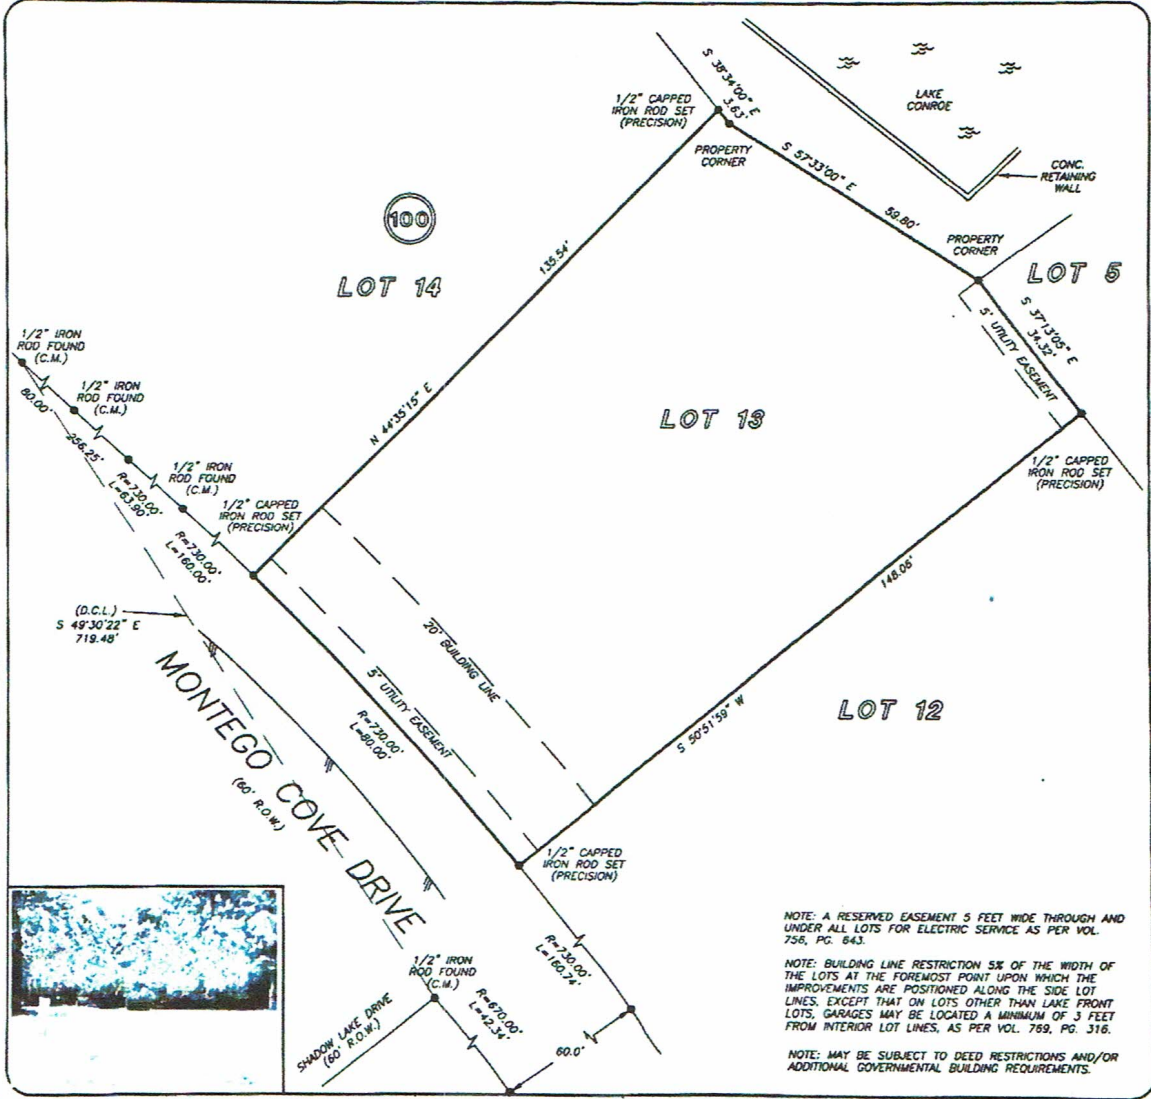 S 38°34'00" E
3.63'
1/2" CAPPED
IRON ROD SET
(PRECISION)
PROPERTY
CORNER
LAKE
CONROE
CONC.
RETAINING
WALL
S 57°33'00" E
59.80'
PROPERTY
CORNER
LOT 5
100
LOT 14
135.54'
N 44°35'15" E
S 37°13'05" E
34.32'
5' UTILITY EASEMENT
LOT 13
1/2" CAPPED
IRON ROD SET
(PRECISION)
1/2" IRON
ROD FOUND
(C.M.)
80.00'
1/2" IRON
ROD FOUND
(C.M.)
256.25'
1/2" IRON
ROD FOUND
(C.M.)
R=730.00'
L=63.90'
1/2" CAPPED
IRON ROD SET
(PRECISION)
R=730.00'
L=160.00'
(D.C.L.)
S 49°30'22" E
719.48'
20' BUILDING LINE
5' UTILITY EASEMENT
R=730.00'
L=80.00'
148.06'
S 50°51'59" W
LOT 12
MONTEGO COVE DRIVE
(60' R.O.W.)
1/2" CAPPED
IRON ROD SET
(PRECISION)
1/2" IRON
ROD FOUND
(C.M.)
R=730.00'
L=160.74'
R=670.00'
L=42.34'
SHADOW LAKE DRIVE
(60' R.O.W.)
60.0'
NOTE: A RESERVED EASEMENT 5 FEET WIDE THROUGH AND
UNDER ALL LOTS FOR ELECTRIC SERVICE AS PER VOL.
756, PG. 643.
NOTE: BUILDING LINE RESTRICTION 5% OF THE WIDTH OF
THE LOTS AT THE FOREMOST POINT UPON WHICH THE
IMPROVEMENTS ARE POSITIONED ALONG THE SIDE LOT
LINES, EXCEPT THAT ON LOTS OTHER THAN LAKE FRONT
LOTS, GARAGES MAY BE LOCATED A MINIMUM OF 3 FEET
FROM INTERIOR LOT LINES, AS PER VOL. 769, PG. 316.
NOTE: MAY BE SUBJECT TO DEED RESTRICTIONS AND/OR
ADDITIONAL GOVERNMENTAL BUILDING REQUIREMENTS.